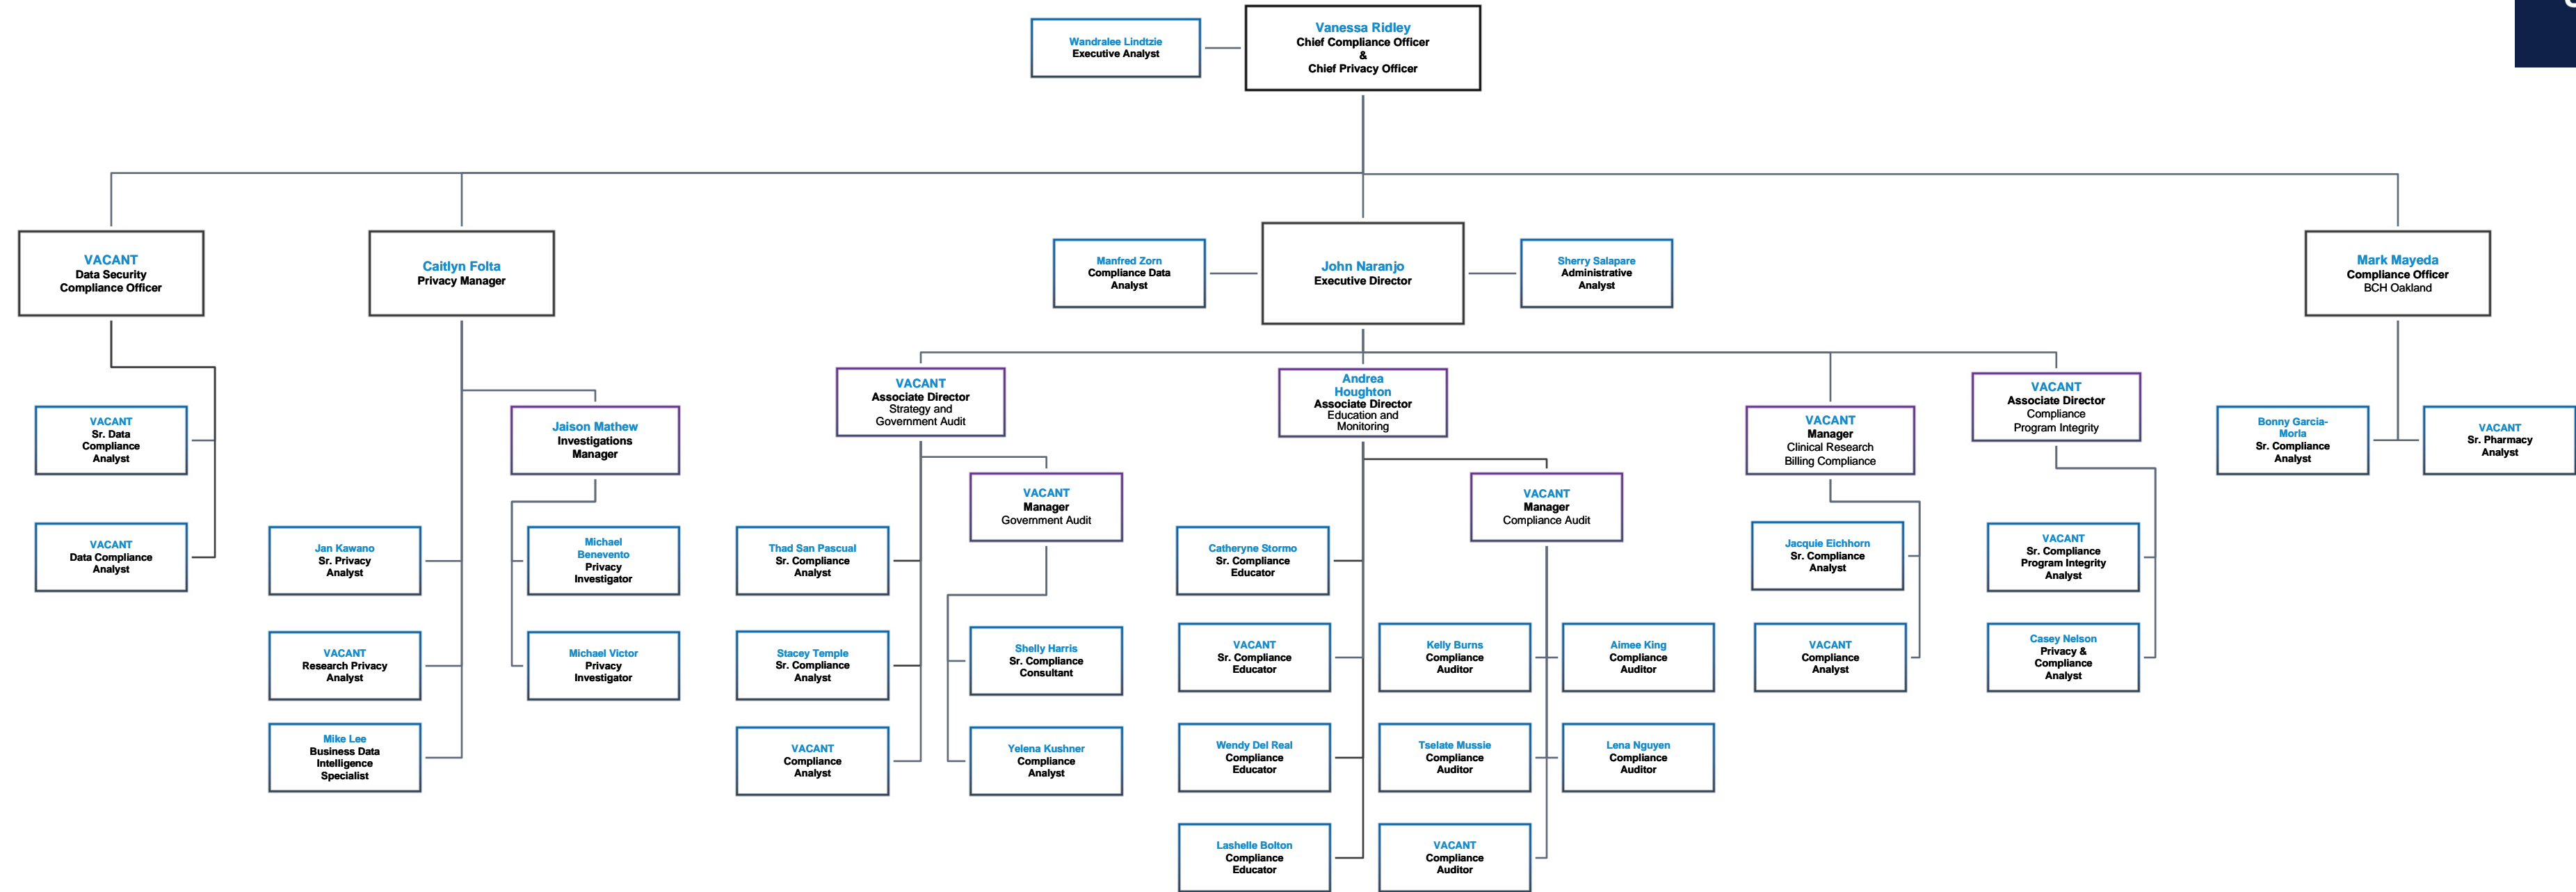 Vanessa Ridley
Chief Compliance Officer
&
Chief Privacy Officer
Wandralee Lindtzie
Executive Analyst
VACANT
Data Security
Compliance Officer
Caitlyn Folta
Privacy Manager
Manfred Zorn
Compliance Data
Analyst
John Naranjo
Executive Director
Sherry Salapare
Administrative
Analyst
Mark Mayeda
Compliance Officer
BCH Oakland
VACANT
Sr. Data
Compliance
Analyst
VACANT
Data Compliance
Analyst
Jaison Mathew
Investigations
Manager
Jan Kawano
Sr. Privacy
Analyst
VACANT
Research Privacy
Analyst
Mike Lee
Business Data
Intelligence
Specialist
Michael
Benevento
Privacy
Investigator
Michael Victor
Privacy
Investigator
VACANT
Associate Director
Strategy and
Government Audit
VACANT
Manager
Government Audit
Thad San Pascual
Sr. Compliance
Analyst
Stacey Temple
Sr. Compliance
Analyst
VACANT
Compliance
Analyst
Shelly Harris
Sr. Compliance
Consultant
Yelena Kushner
Compliance
Analyst
Andrea
Houghton
Associate Director
Education and
Monitoring
VACANT
Manager
Compliance Audit
Catheryne Stormo
Sr. Compliance
Educator
VACANT
Sr. Compliance
Educator
Wendy Del Real
Compliance
Educator
Lashelle Bolton
Compliance
Educator
Kelly Burns
Compliance
Auditor
Aimee King
Compliance
Auditor
Tselate Mussie
Compliance
Auditor
Lena Nguyen
Compliance
Auditor
VACANT
Compliance
Auditor
VACANT
Manager
Clinical Research
Billing Compliance
Jacquie Eichhorn
Sr. Compliance
Analyst
VACANT
Compliance
Analyst
VACANT
Associate Director
Compliance
Program Integrity
VACANT
Sr. Compliance
Program Integrity
Analyst
Casey Nelson
Privacy &
Compliance
Analyst
Bonny Garcia-
Morla
Sr. Compliance
Analyst
VACANT
Sr. Pharmacy
Analyst